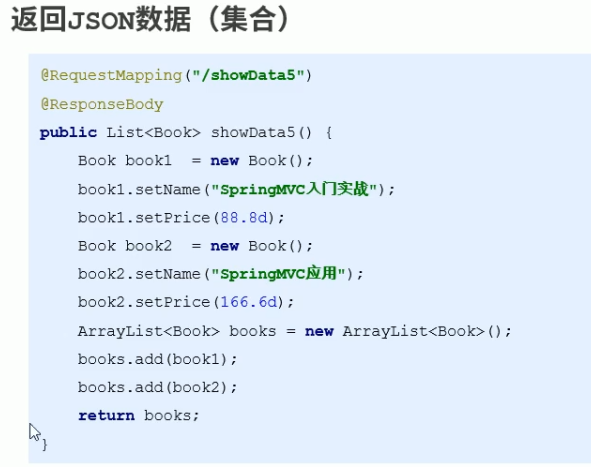 返回JSON数据（集合）
@RequestMapping("/showData5")
@ResponseBody
public List<Book> showData5() {
    Book book1  = new Book();
    book1.setName("SpringMVC入门实战");
    book1.setPrice(88.8d);
    Book book2  = new Book();
    book2.setName("SpringMVC应用");
    book2.setPrice(166.6d);
    ArrayList<Book> books = new ArrayList<Book>();
    books.add(book1);
    books.add(book2);
    return books;
}